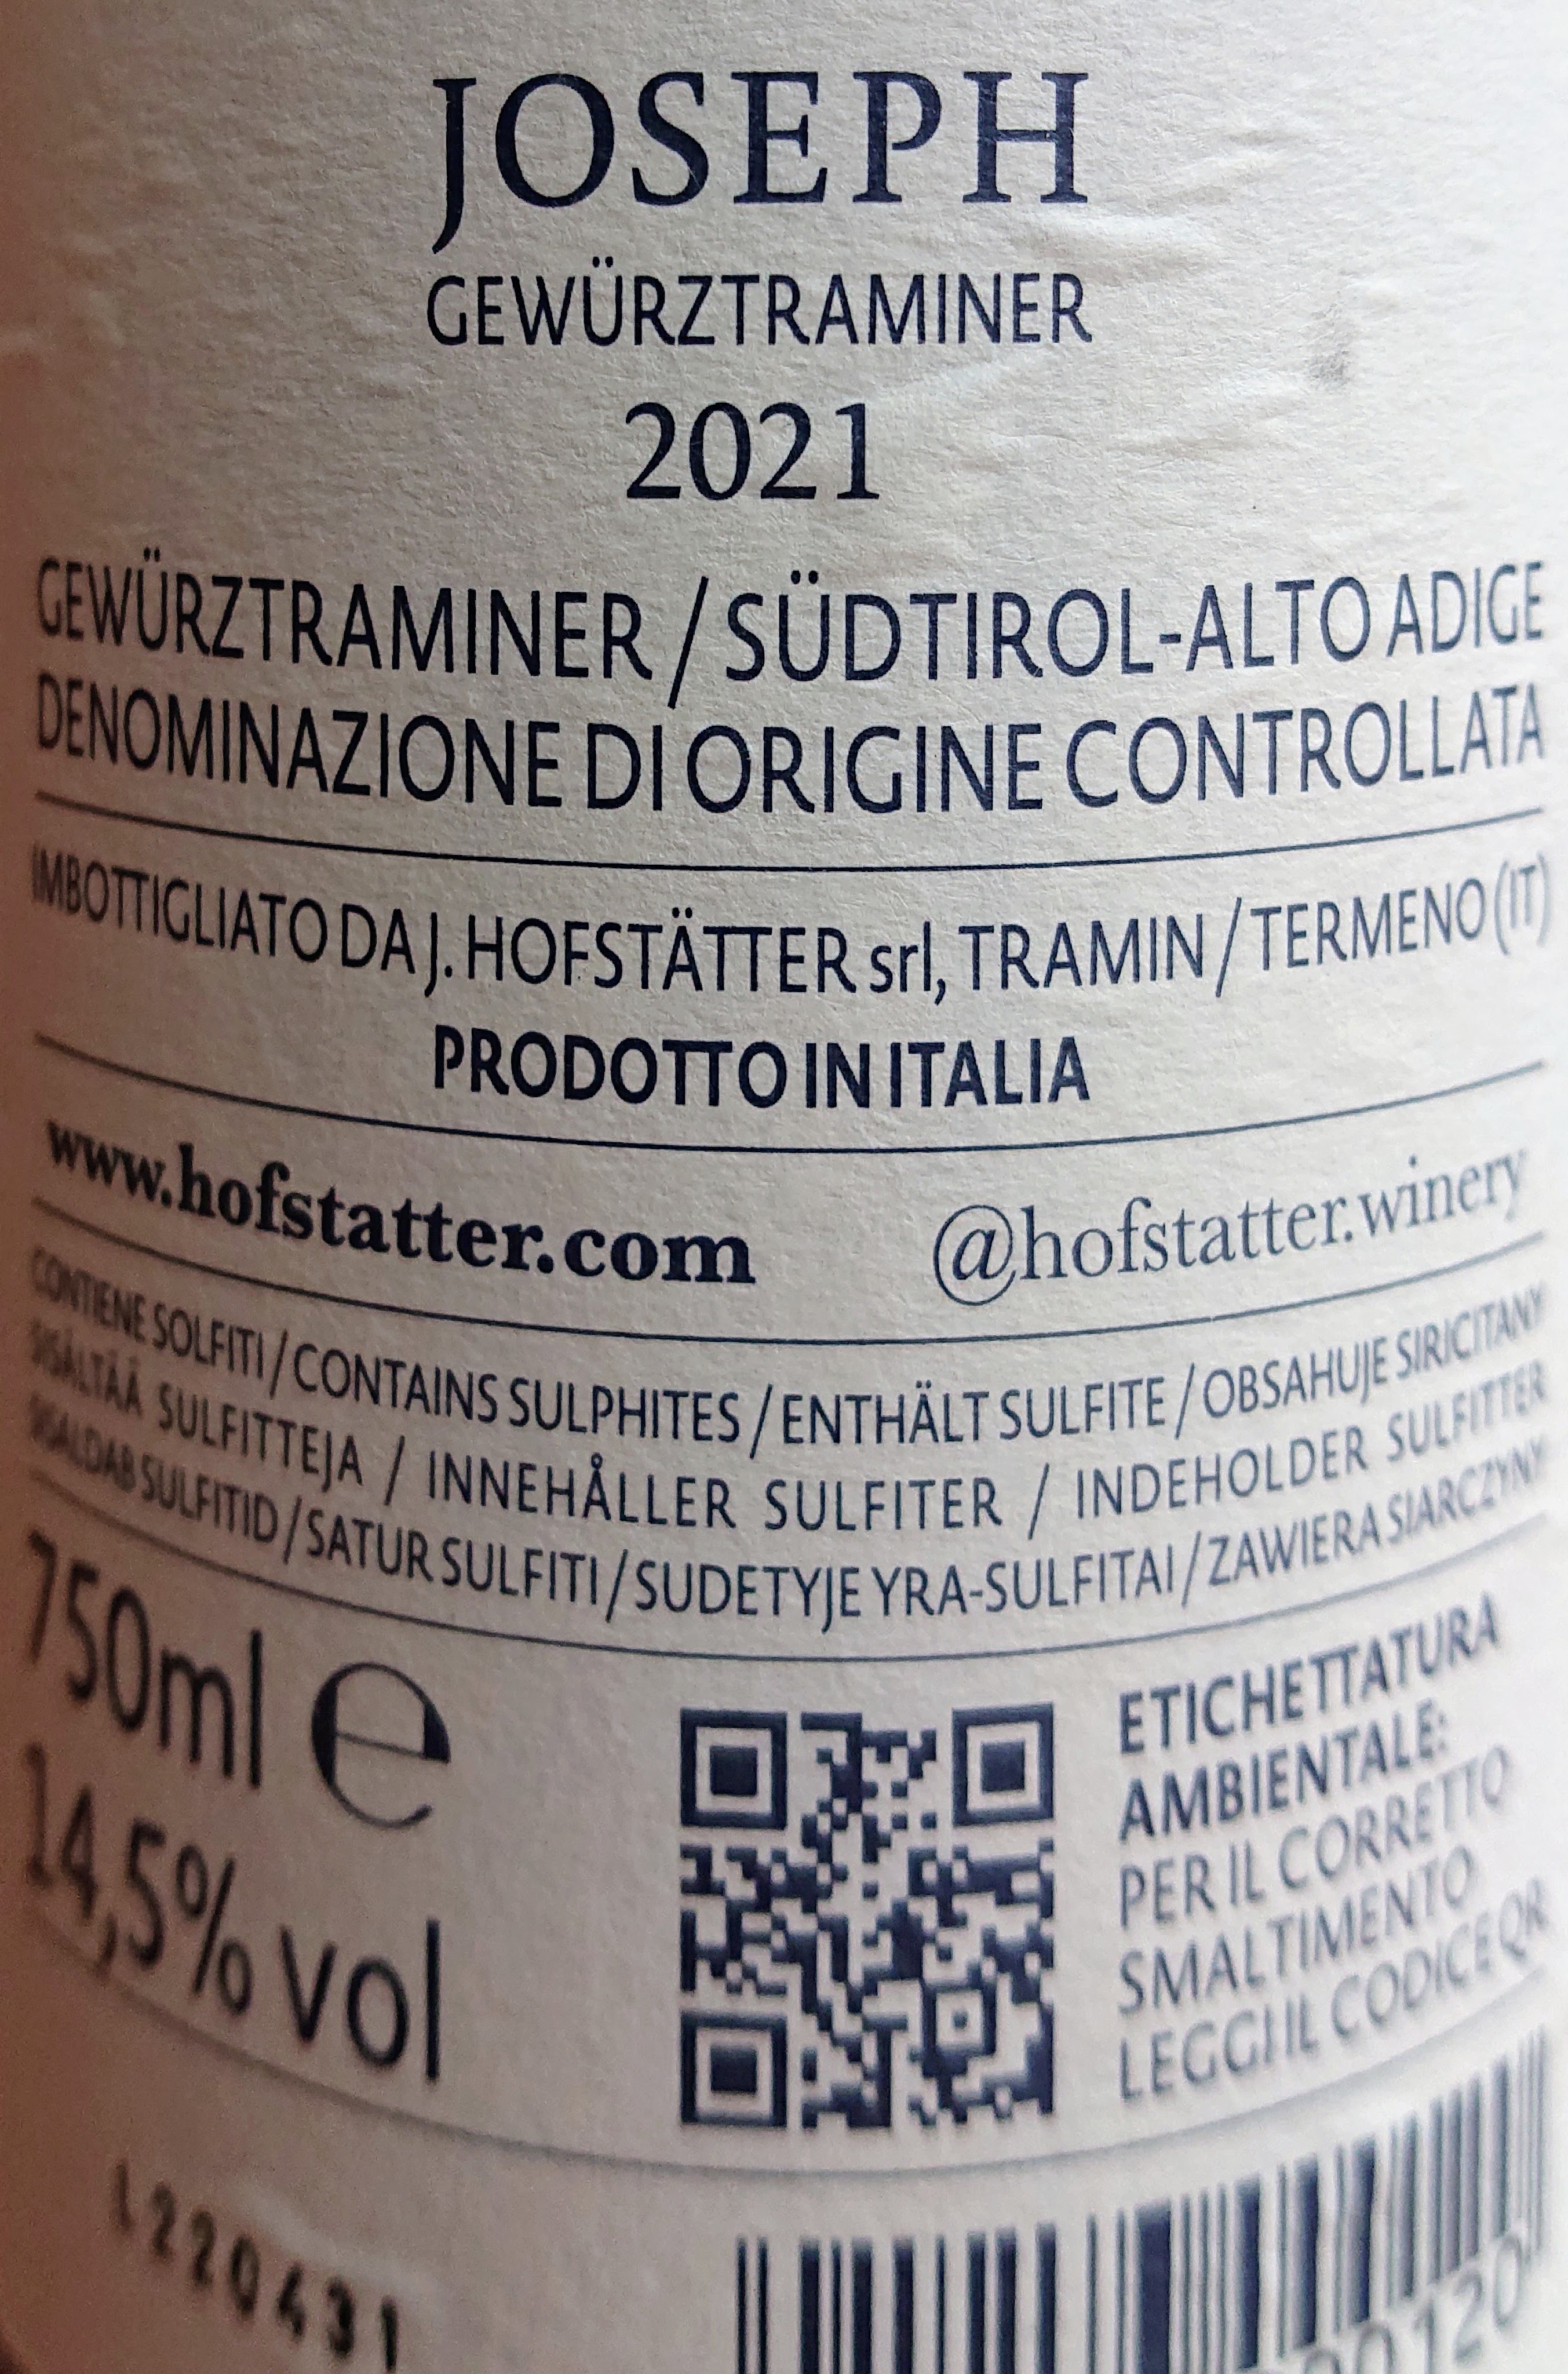 JOSEPH
GEWÜRZTRAMINER
2021
GEWÜRZTRAMINER / SÜDTIROL-ALTO ADIGE
DENOMINAZIONE DI ORIGINE CONTROLLATA
IMBOTTIGLIATO DA J. HOFSTÄTTER srl, TRAMIN / TERMENO (IT)
PRODOTTO IN ITALIA
www.hofstatter.com @hofstatter.winery
CONTIENE SOLFITI / CONTAINS SULPHITES / ENTHÄLT SULFITE / OBSAHUJE SIRICITANY
SISÄLTÄÄ SULFITTEJA / INNEHÅLLER SULFITER / INDEHOLDER SULFITTER
SISALDAB SULFITID / SATUR SULFITI / SUDETYJE YRA-SULFITAI / ZAWIERA SIARCZYNY
750ml e
14,5% vol
ETICHETTATURA
AMBIENTALE:
PER IL CORRETTO
SMALTIMENTO
LEGGI IL CODICE QR
L220431